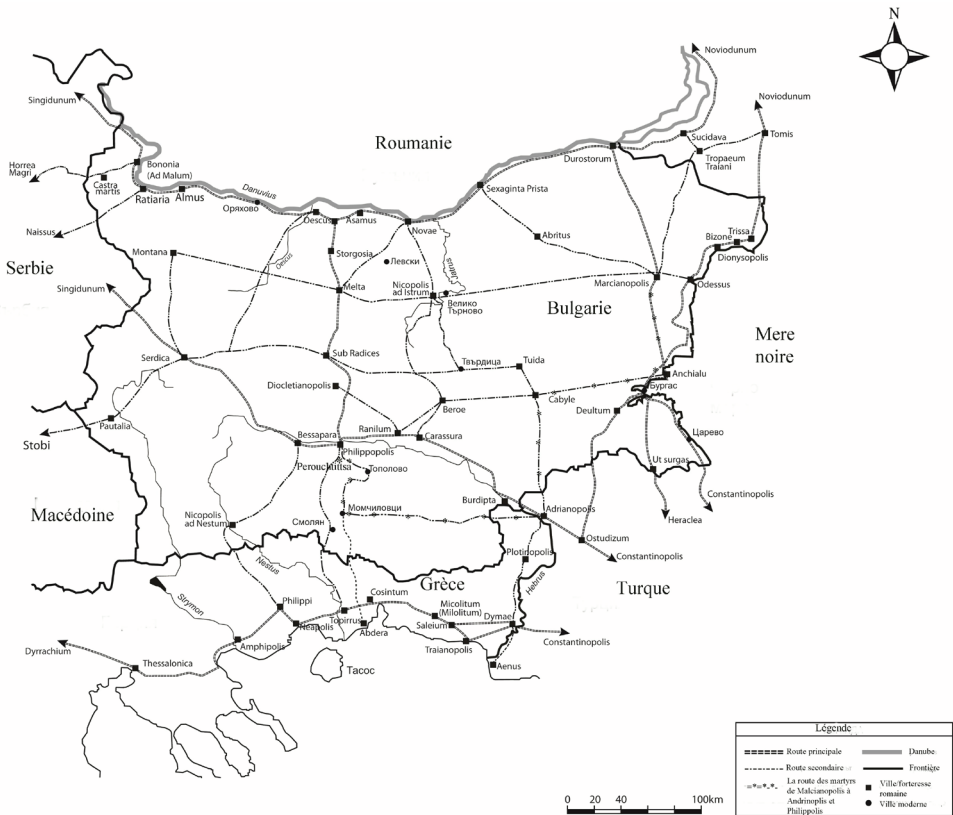 N
Noviodunum
Singidunum
Noviodunum
Roumanie
Sucidava
Tomis
Durostorum
Tropaeum
Traiani
Horrea
Magri
Bononia
(Ad Malum)
Castra
martis
Ratiaria
Almus
Danuvius
Оряхово
Sexaginta Prista
Oescus
Asamus
Novae
Naissus
Abritus
Trissa
Bizone
Dionysopolis
Montana
Oescus
Storgosia
Левски
Jatrus
Serbie
Singidunum
Melta
Nicopolis
ad Istrum
Велико
Търново
Marcianopolis
Odessus
Bulgarie
Mere
noire
Serdica
Sub Radices
Твърдица
Tuida
Anchialu
Бургас
Diocletianopolis
Cabyle
Beroe
Deultum
Pautalia
Stobi
Ranilum
Carassura
Царево
Bessapara
Philippopolis
Perouchtitsa
Тополово
Ut surgas
Constantinopolis
Burdipta
Adrianopolis
Macédoine
Nicopolis
ad Nestum
Момчиловци
Смолян
Heraclea
Ostudizum
Constantinopolis
Plotinopolis
Nestus
Grèce
Hebrus
Turque
Strymon
Philippi
Cosintum
Micolitum
(Milolitum)
Neapolis
Topirrus
Abdera
Saleium
Dymael
Constantinopolis
Dyrrachium
Amphipolis
Traianopolis
Thessalonica
Тасос
Aenus
Légende
Route principale
Danube
Route secondaire
Frontière
La route des martyrs
de Malcianopolis à
Andrinoplis et
Philippolis
Ville/forteresse
romaine
Ville moderne
0 20 40 100km